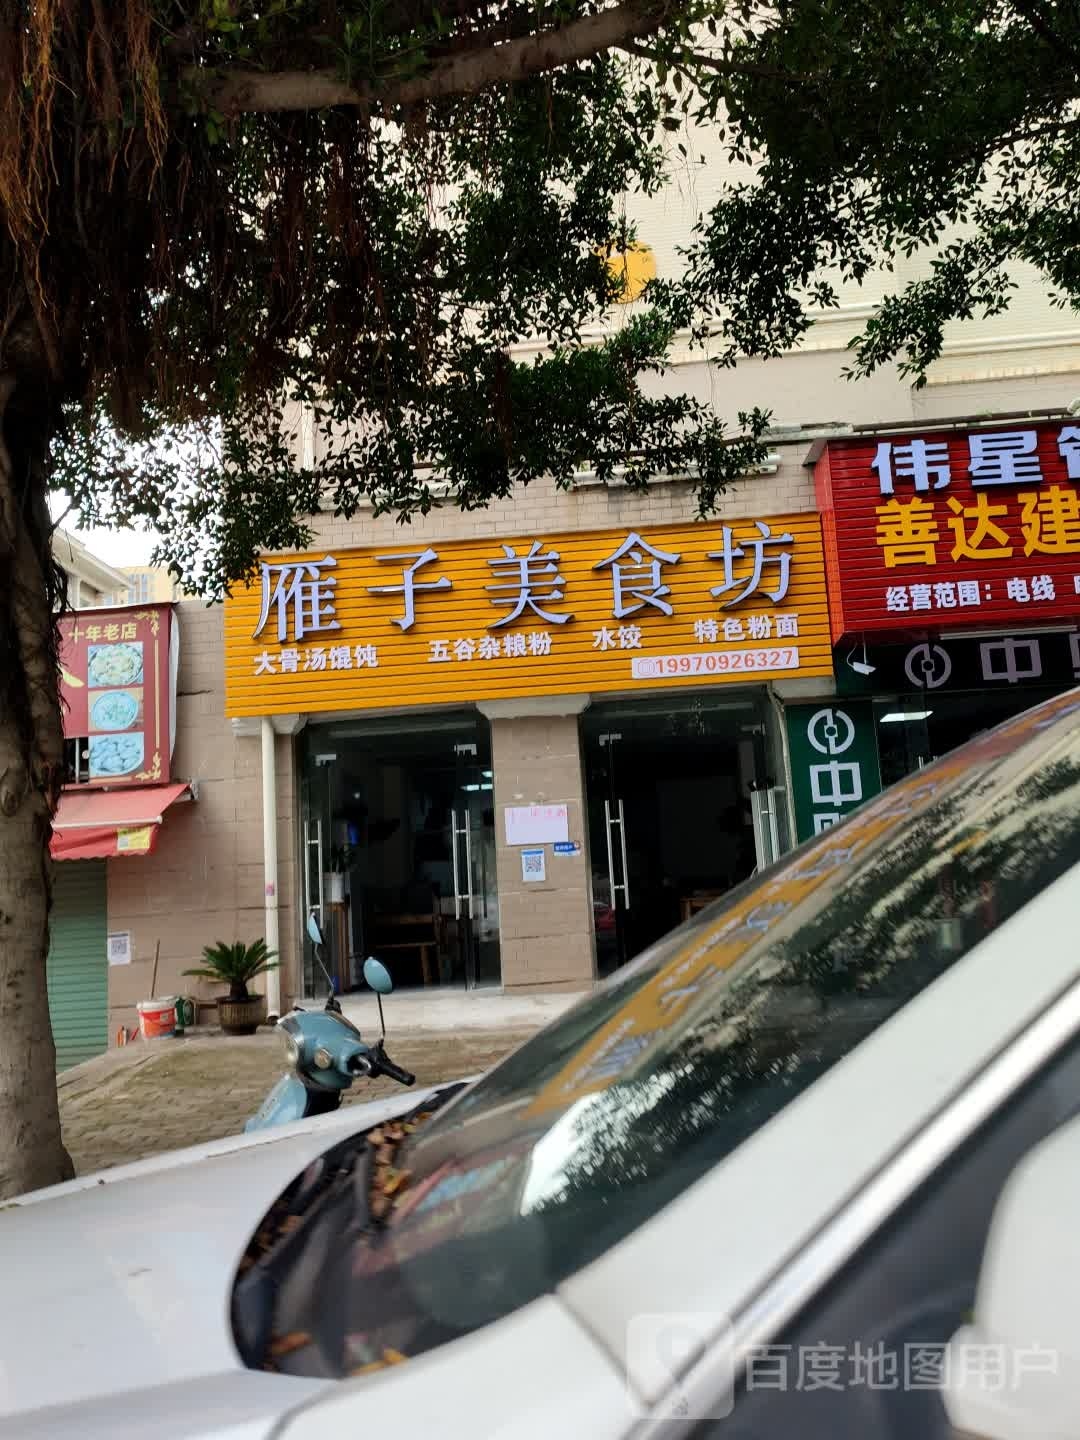 雁子美食坊
大骨汤馄饨 五谷杂粮粉 水饺 特色粉面
19970926327
十年老店
伟星管
善达建
经营范围：电线
中
中
百度地图用户